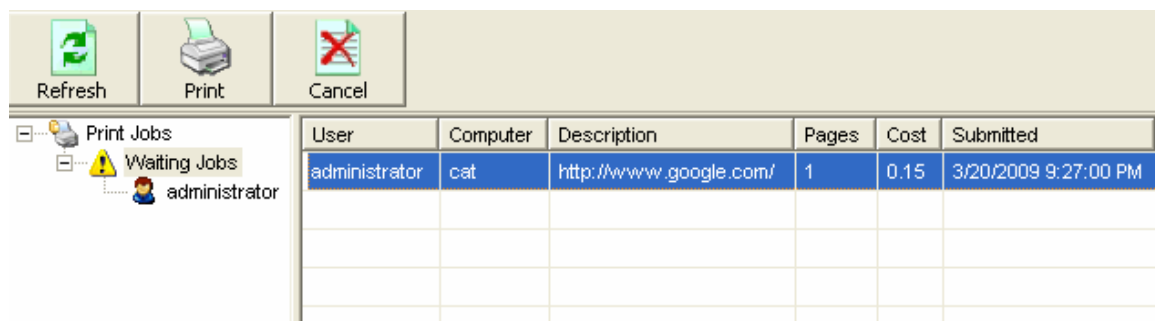 Refresh Print Cancel
Print Jobs
Waiting Jobs
administrator
User Computer Description Pages Cost Submitted
administrator cat http://www.google.com/ 1 0.15 3/20/2009 9:27:00 PM